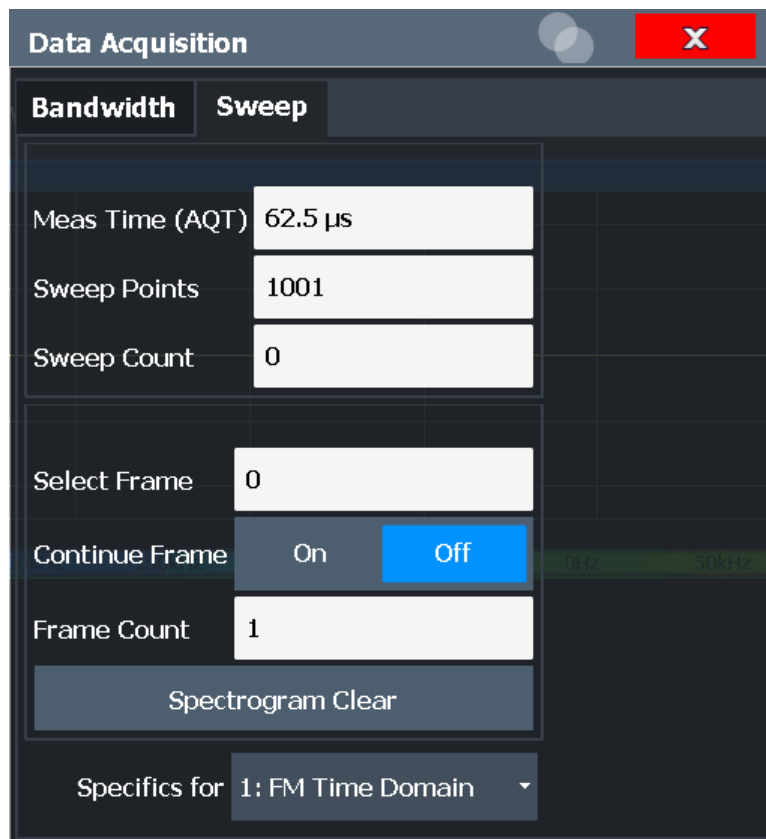 Data Acquisition
X
Bandwidth
Sweep
Meas Time (AQT) 62.5 µs
Sweep Points 1001
Sweep Count 0
Select Frame 0
Continue Frame On Off
0Hz 50kHz
Frame Count 1
Spectrogram Clear
Specifics for 1: FM Time Domain